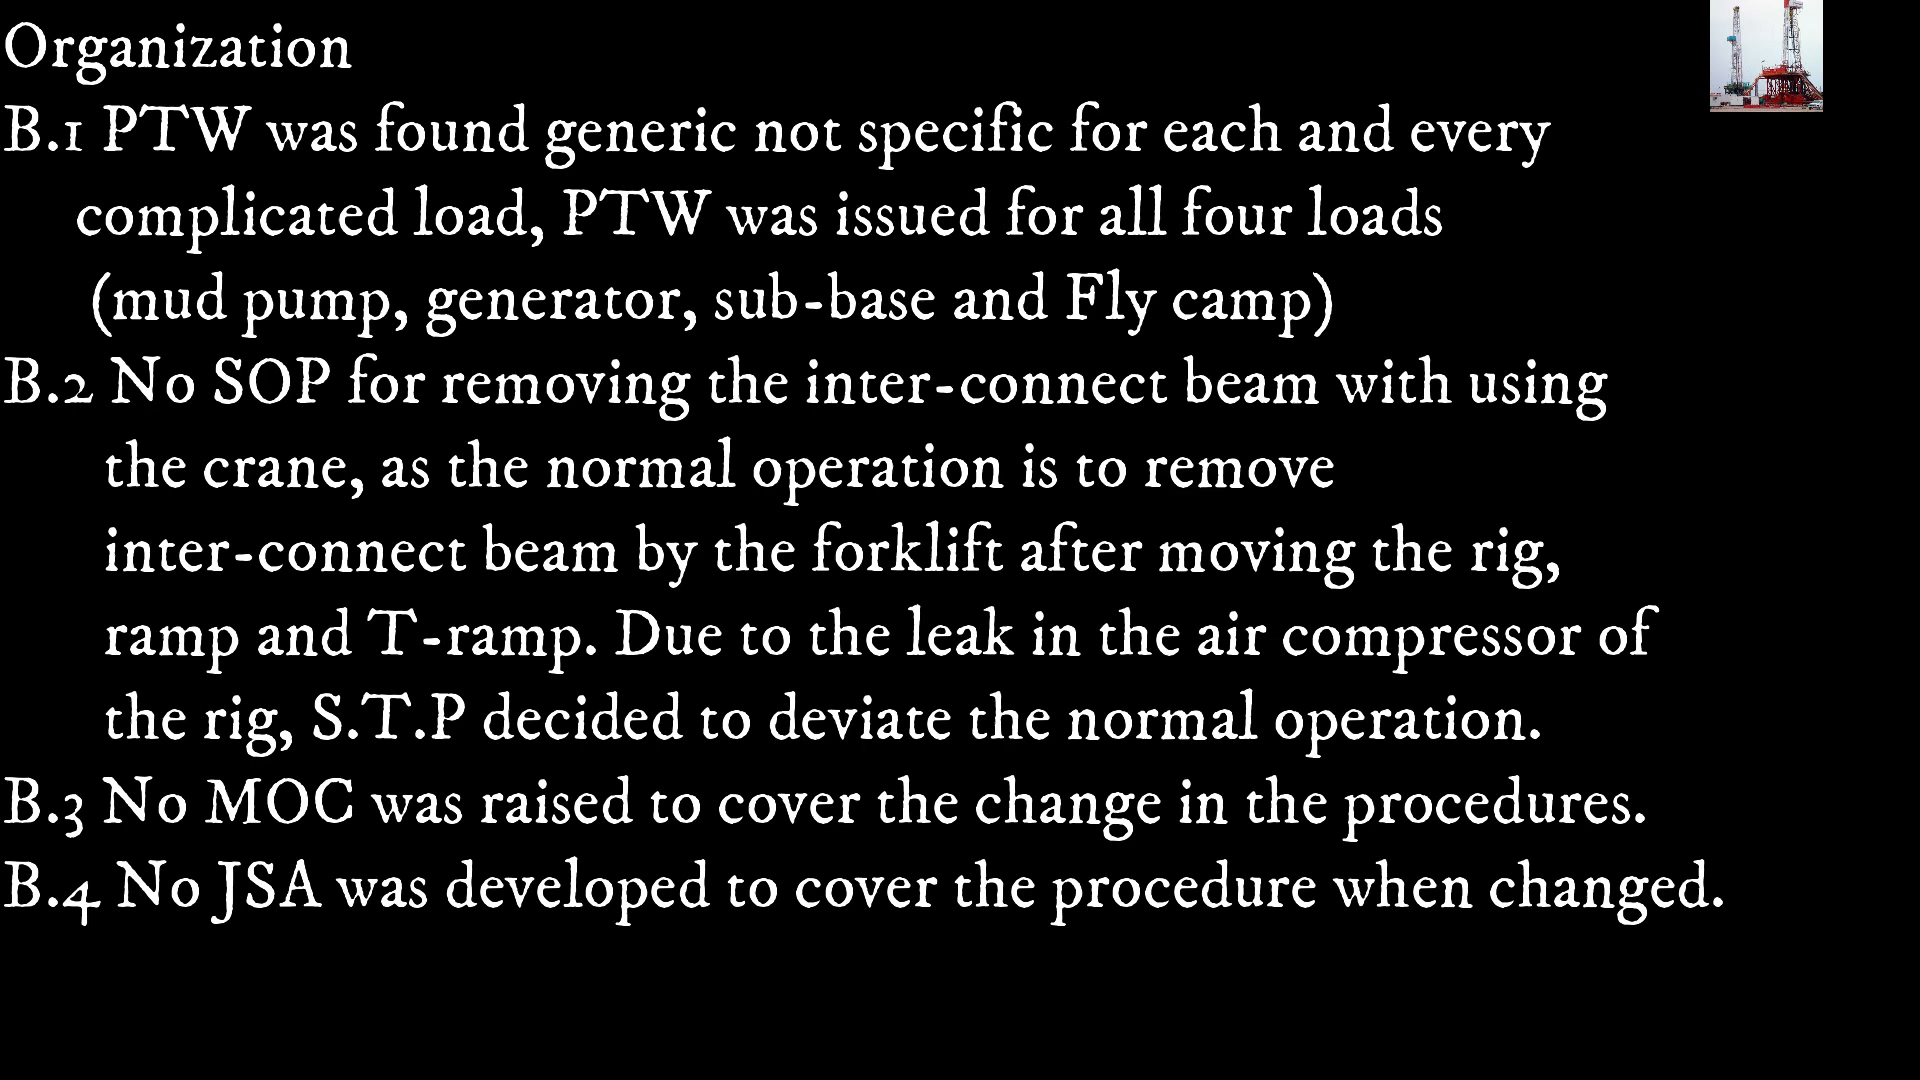 Organization
B.1 PTW was found generic not specific for each and every
complicated load, PTW was issued for all four loads
(mud pump, generator, sub-base and Fly camp)
B.2 No SOP for removing the inter-connect beam with using
the crane, as the normal operation is to remove
inter-connect beam by the forklift after moving the rig,
ramp and T-ramp. Due to the leak in the air compressor of
the rig, S.T.P decided to deviate the normal operation.
B.3 No MOC was raised to cover the change in the procedures.
B.4 No JSA was developed to cover the procedure when changed.